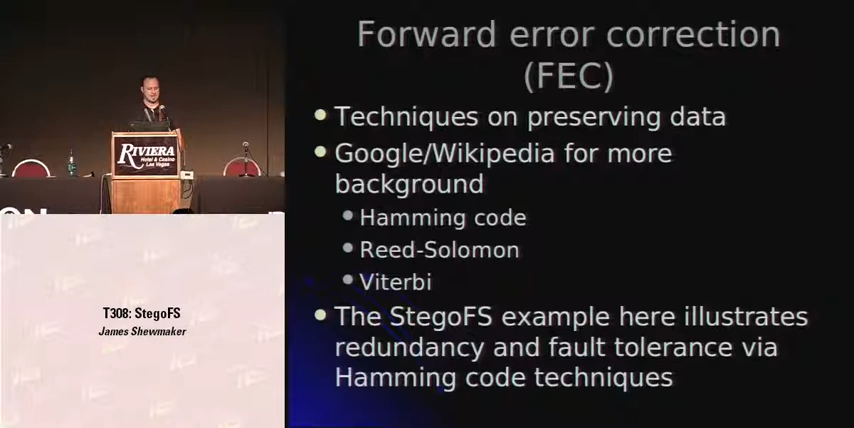 Forward error correction
(FEC)
Techniques on preserving data
Google/Wikipedia for more
background
Hamming code
Reed-Solomon
Viterbi
The StegoFS example here illustrates
redundancy and fault tolerance via
Hamming code techniques
RIVIERA
Hotel & Casino
Las Vegas
T308: StegoFS
James Shewmaker